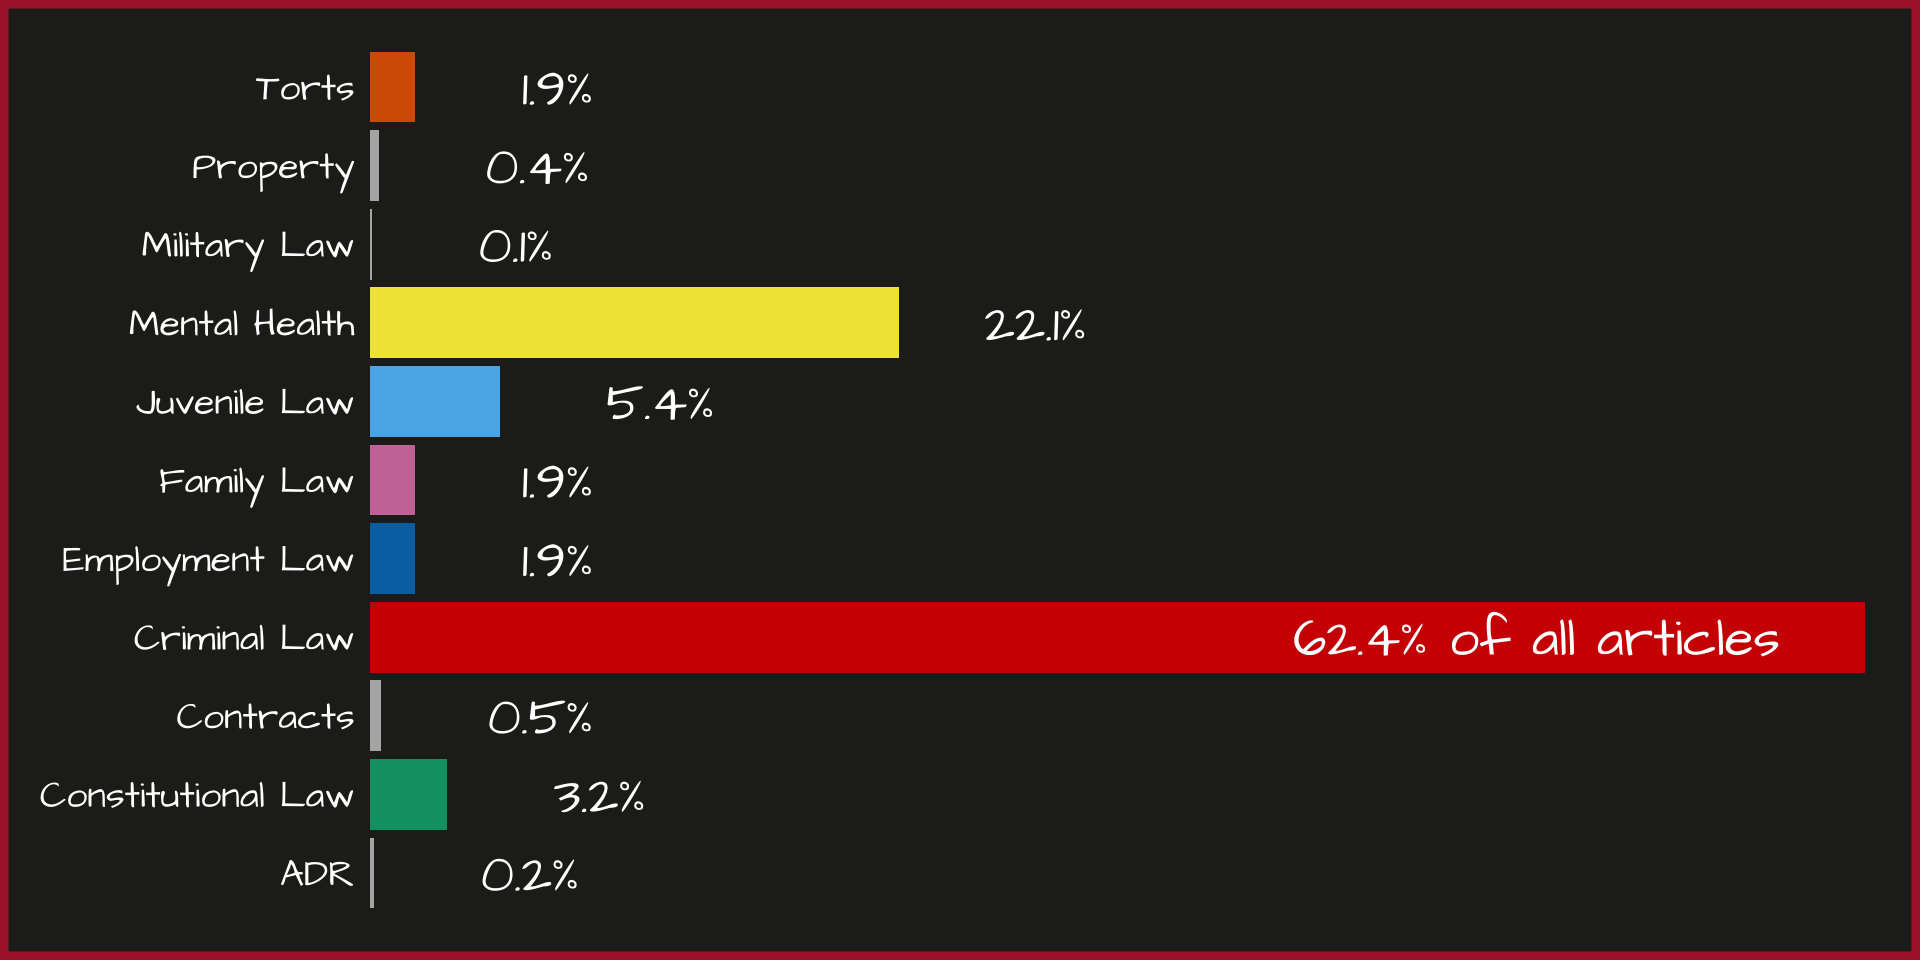 Torts 1.9%
Property 0.4%
Military Law 0.1%
Mental Health 22.1%
Juvenile Law 5.4%
Family Law 1.9%
Employment Law 1.9%
Criminal Law 62.4% of all articles
Contracts 0.5%
Constitutional Law 3.2%
ADR 0.2%